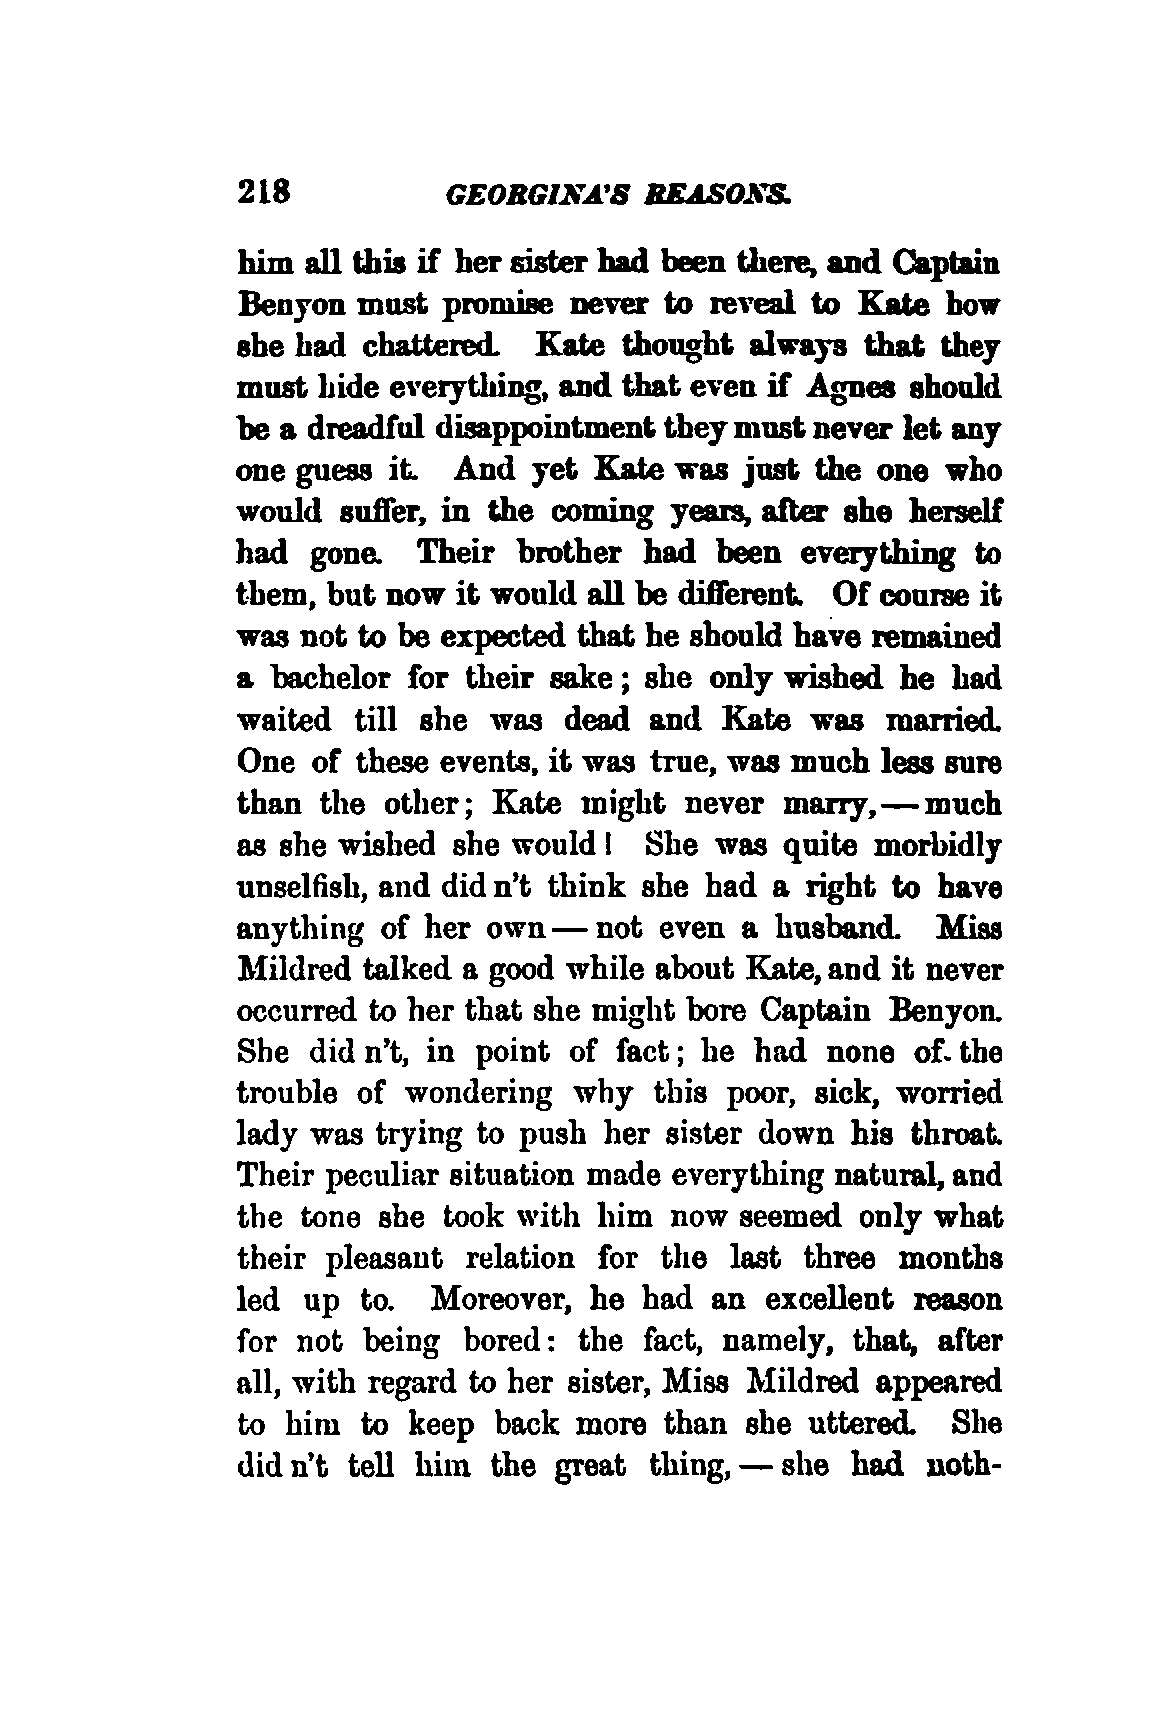 218 GEORGINA'S REASONS.
him all this if her sister had been there, and Captain
Benyon must promise never to reveal to Kate how
she had chattered. Kate thought always that they
must hide everything, and that even if Agnes should
be a dreadful disappointment they must never let any
one guess it. And yet Kate was just the one who
would suffer, in the coming years, after she herself
had gone. Their brother had been everything to
them, but now it would all be different. Of course it
was not to be expected that he should have remained
a bachelor for their sake; she only wished he had
waited till she was dead and Kate was married.
One of these events, it was true, was much less sure
than the other; Kate might never marry,—much
as she wished she would! She was quite morbidly
unselfish, and did n't think she had a right to have
anything of her own — not even a husband. Miss
Mildred talked a good while about Kate, and it never
occurred to her that she might bore Captain Benyon.
She did n't, in point of fact; he had none of the
trouble of wondering why this poor, sick, worried
lady was trying to push her sister down his throat.
Their peculiar situation made everything natural, and
the tone she took with him now seemed only what
their pleasant relation for the last three months
led up to. Moreover, he had an excellent reason
for not being bored: the fact, namely, that, after
all, with regard to her sister, Miss Mildred appeared
to him to keep back more than she uttered. She
did n't tell him the great thing, — she had noth-